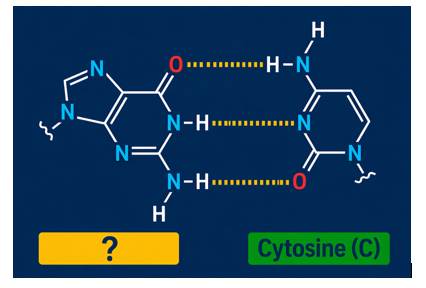 H
N O H-N
N N-H N
N N
N-H O
H
? Cytosine (C)